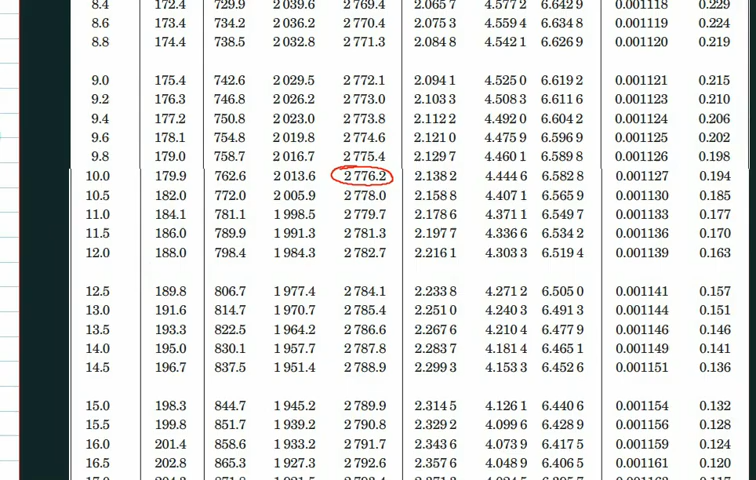 8.4 172.4 729.9 2 039.6 2 769.4 2.065 7 4.577 2 6.642 9 0.001118 0.229
8.6 173.4 734.2 2 036.2 2 770.4 2.075 3 4.559 4 6.634 8 0.001119 0.224
8.8 174.4 738.5 2 032.8 2 771.3 2.084 8 4.542 1 6.626 9 0.001120 0.219
9.0 175.4 742.6 2 029.5 2 772.1 2.094 1 4.525 0 6.619 2 0.001121 0.215
9.2 176.3 746.8 2 026.2 2 773.0 2.103 3 4.508 3 6.611 6 0.001123 0.210
9.4 177.2 750.8 2 023.0 2 773.8 2.112 2 4.492 0 6.604 2 0.001124 0.206
9.6 178.1 754.8 2 019.8 2 774.6 2.121 0 4.475 9 6.596 9 0.001125 0.202
9.8 179.0 758.7 2 016.7 2 775.4 2.129 7 4.460 1 6.589 8 0.001126 0.198
10.0 179.9 762.6 2 013.6 2 776.2 2.138 2 4.444 6 6.582 8 0.001127 0.194
10.5 182.0 772.0 2 005.9 2 778.0 2.158 8 4.407 1 6.565 9 0.001130 0.185
11.0 184.1 781.1 1 998.5 2 779.7 2.178 6 4.371 1 6.549 7 0.001133 0.177
11.5 186.0 789.9 1 991.3 2 781.3 2.197 7 4.336 6 6.534 2 0.001136 0.170
12.0 188.0 798.4 1 984.3 2 782.7 2.216 1 4.303 3 6.519 4 0.001139 0.163
12.5 189.8 806.7 1 977.4 2 784.1 2.233 8 4.271 2 6.505 0 0.001141 0.157
13.0 191.6 814.7 1 970.7 2 785.4 2.251 0 4.240 3 6.491 3 0.001144 0.151
13.5 193.3 822.5 1 964.2 2 786.6 2.267 6 4.210 4 6.477 9 0.001146 0.146
14.0 195.0 830.1 1 957.7 2 787.8 2.283 7 4.181 4 6.465 1 0.001149 0.141
14.5 196.7 837.5 1 951.4 2 788.9 2.299 3 4.153 3 6.452 6 0.001151 0.136
15.0 198.3 844.7 1 945.2 2 789.9 2.314 5 4.126 1 6.440 6 0.001154 0.132
15.5 199.8 851.7 1 939.2 2 790.8 2.329 2 4.099 6 6.428 9 0.001156 0.128
16.0 201.4 858.6 1 933.2 2 791.7 2.343 6 4.073 9 6.417 5 0.001159 0.124
16.5 202.8 865.3 1 927.3 2 792.6 2.357 6 4.048 9 6.406 5 0.001161 0.120